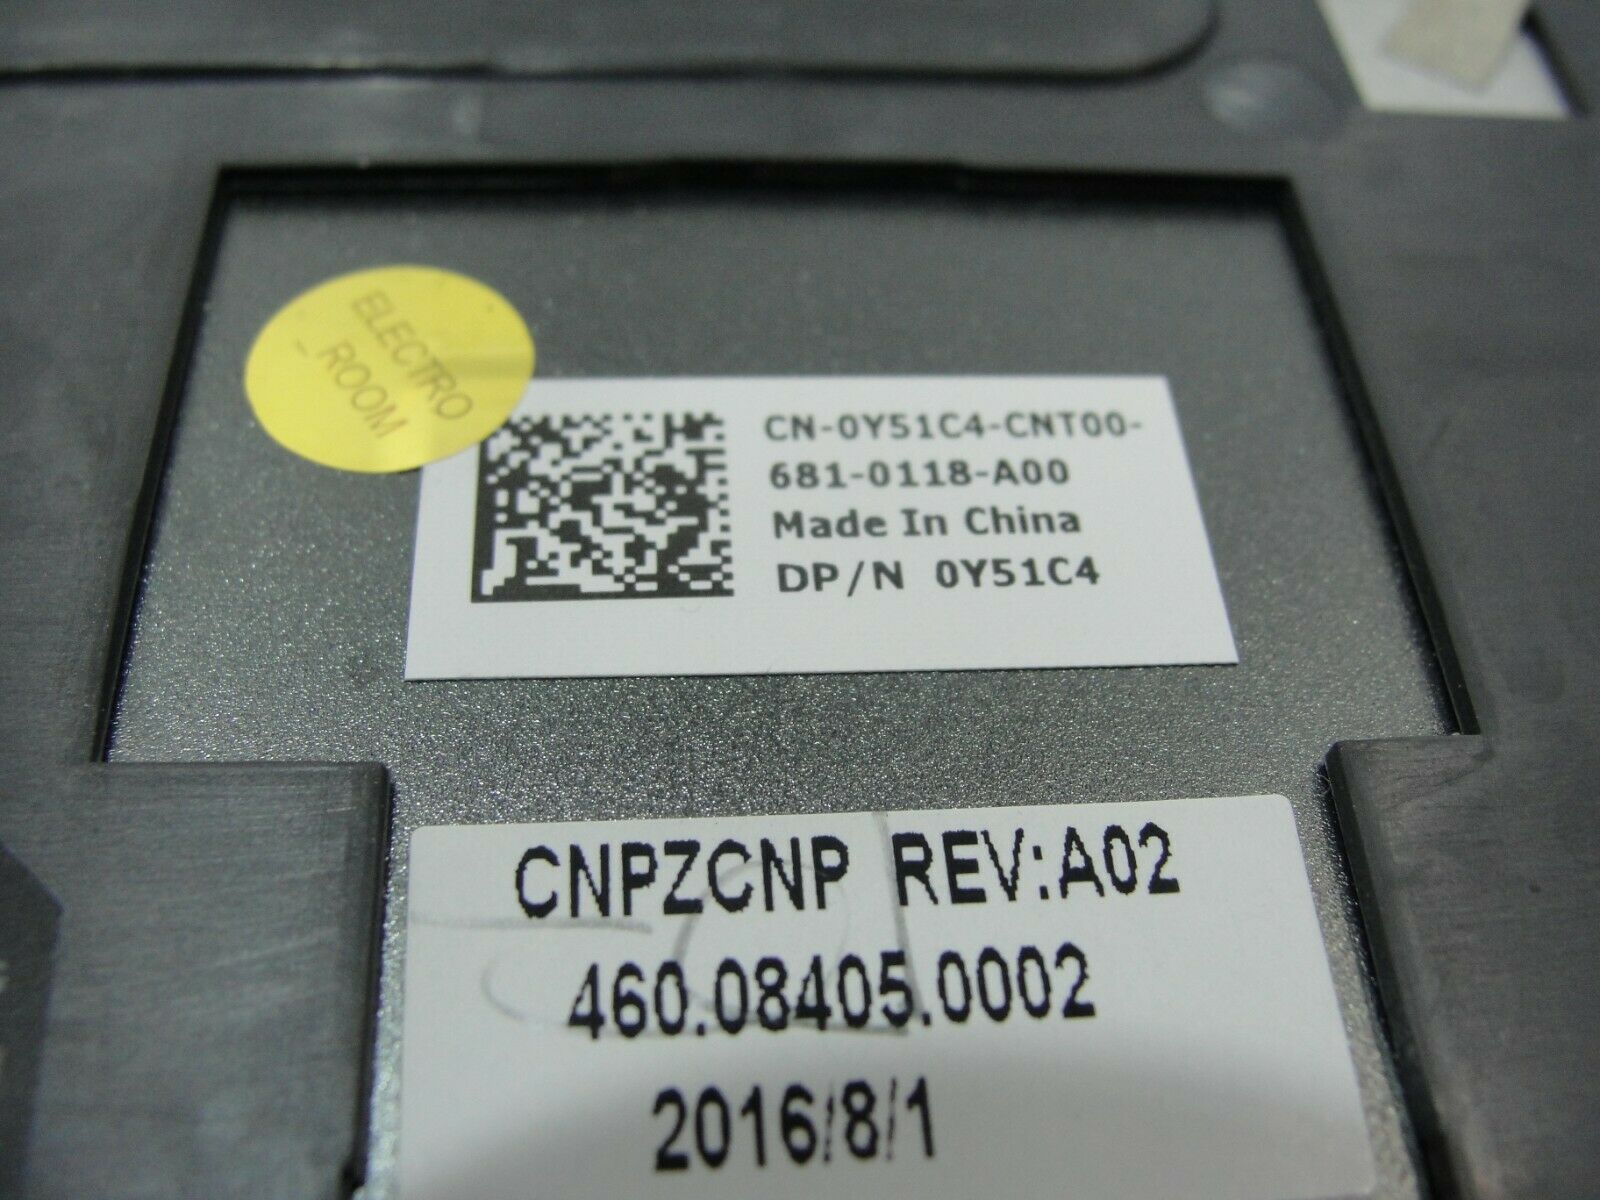 ELECTRO
_ROOM
CN-0Y51C4-CNT00-
681-0118-A00
Made In China
DP/N 0Y51C4
CNPZCNP REV:A02
460.08405.0002
2016/8/1